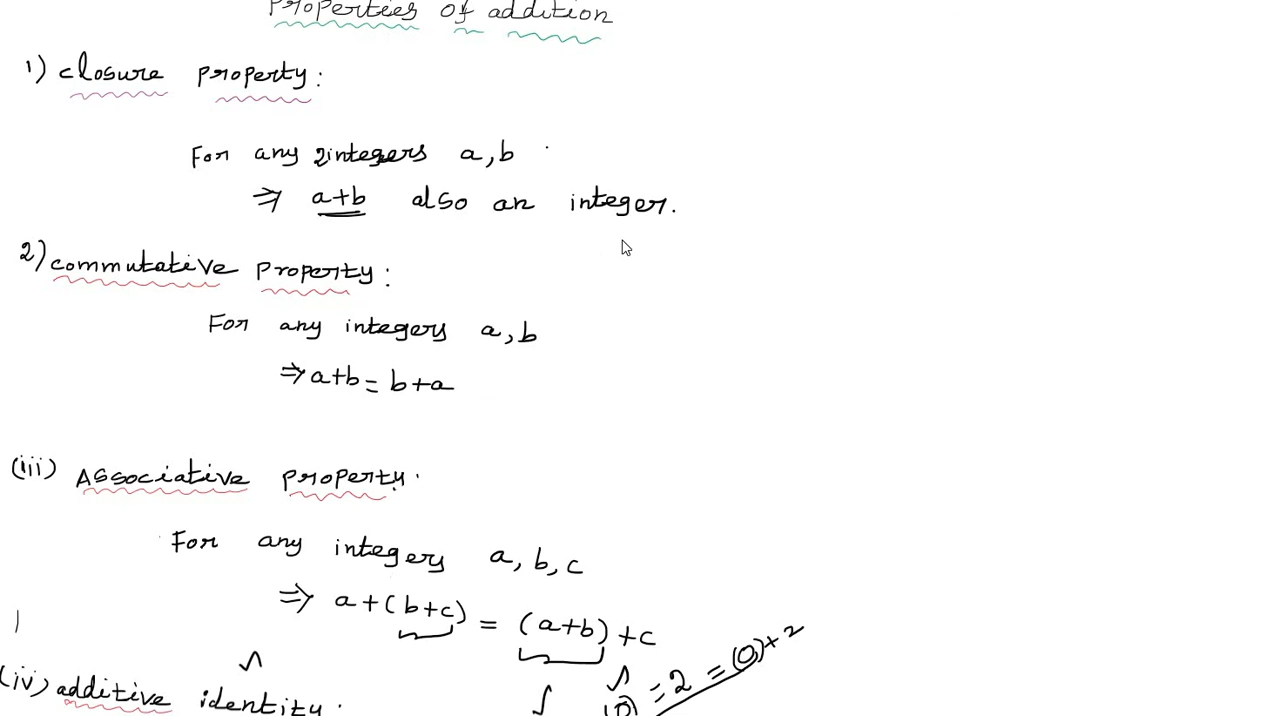 Properties of addition
1) closure property:
For any 2integers a,b
⇒ a+b also an integer.
2) commutative property:
For any integers a,b
⇒ a+b = b+a
(iii) Associative property.
For any integers a, b, c
⇒ a+(b+c) = (a+b)+c
(iv) additive identity.
(0) = 2 = (0)+2